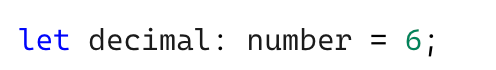 let decimal: number = 6;